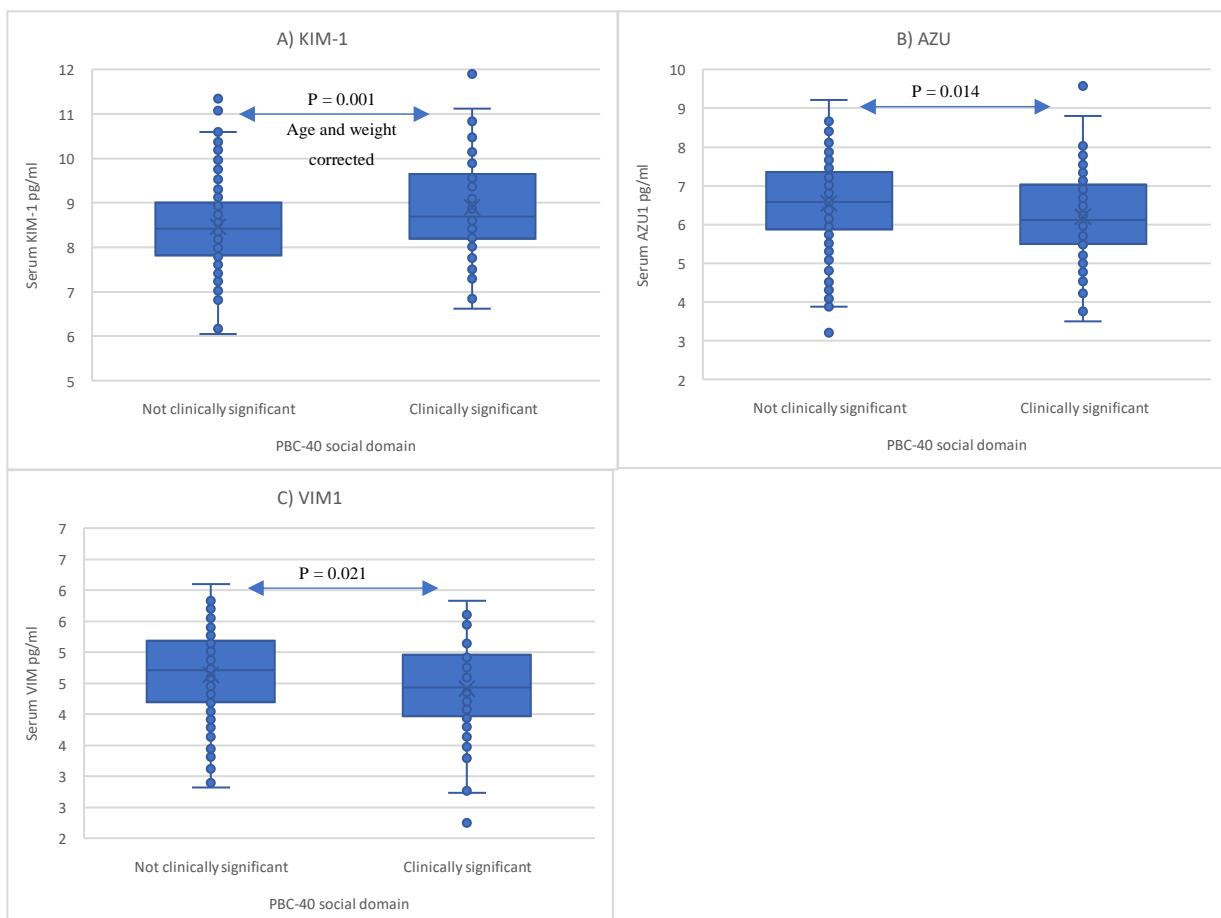 A) KIM-1
12
11
10
9
8
7
6
5
Serum KIM-1 pg/ml
P = 0.001
Age and weight
corrected
Not clinically significant
Clinically significant
PBC-40 social domain
B) AZU
10
9
8
7
6
5
4
3
2
Serum AZU1 pg/ml
P = 0.014
Not clinically significant
Clinically significant
PBC-40 social domain
C) VIM1
7
7
6
6
5
5
4
4
3
3
2
Serum VIM pg/ml
P = 0.021
Not clinically significant
Clinically significant
PBC-40 social domain